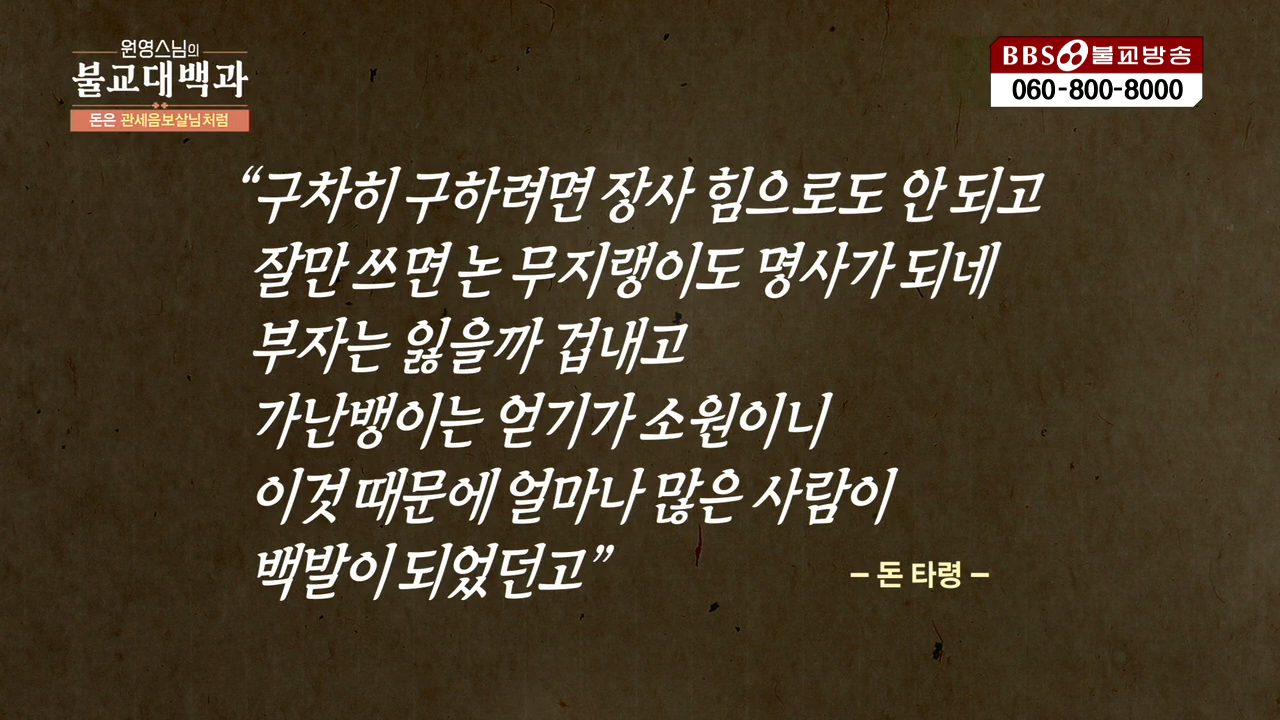 원영스님의
불교대백과
돈은 관세음보살님처럼
BBS 불교방송
060-800-8000
“구차히 구하려면 장사 힘으로도 안 되고
잘만 쓰면 논 무지랭이도 명사가 되네
부자는 잃을까 겁내고
가난뱅이는 얻기가 소원이니
이것 때문에 얼마나 많은 사람이
백발이 되었던고”
– 돈 타령 –